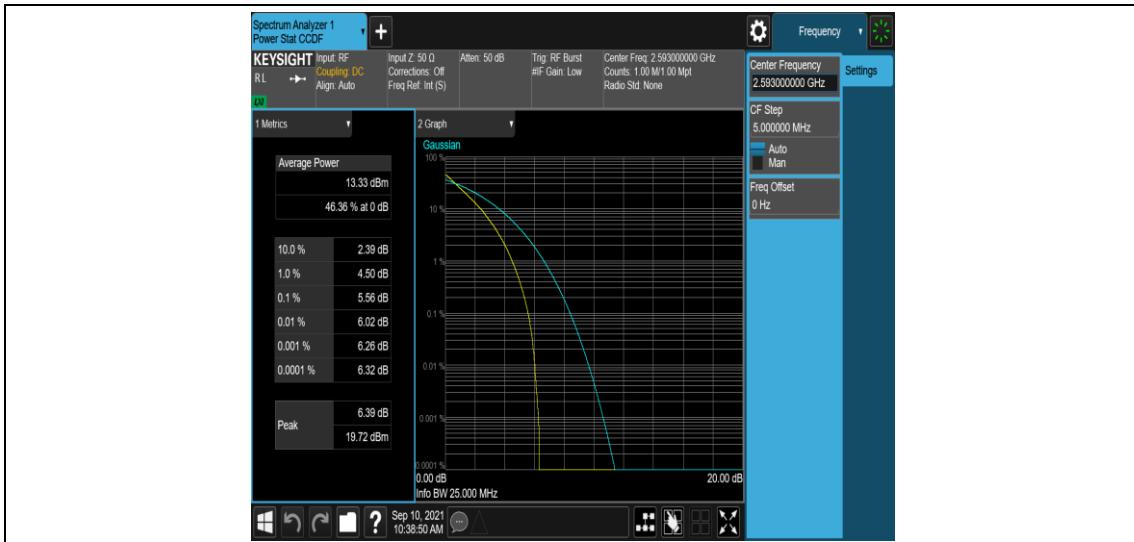 Spectrum Analyzer 1
Power Stat CCDF
+
Frequency
KEYSIGHT
RL
LXI
Input: RF
Coupling: DC
Align: Auto
Input Z: 50 Ω
Corrections: Off
Freq Ref: Int (S)
Atten: 50 dB
Trig: RF Burst
#IF Gain: Low
Center Freq: 2.593000000 GHz
Counts: 1.00 M/1.00 Mpt
Radio Std: None
Center Frequency
2.593000000 GHz
Settings
CF Step
5.000000 MHz
Auto
Man
Freq Offset
0 Hz
1 Metrics
Average Power
13.33 dBm
46.36 % at 0 dB
10.0 % 2.39 dB
1.0 % 4.50 dB
0.1 % 5.56 dB
0.01 % 6.02 dB
0.001 % 6.26 dB
0.0001 % 6.32 dB
Peak
6.39 dB
19.72 dBm
2 Graph
Gaussian
100 %
10 %
1 %
0.1 %
0.01 %
0.001 %
0.0001 %
0.00 dB 20.00 dB
Info BW 25.000 MHz
?
Sep 10, 2021
10:38:50 AM